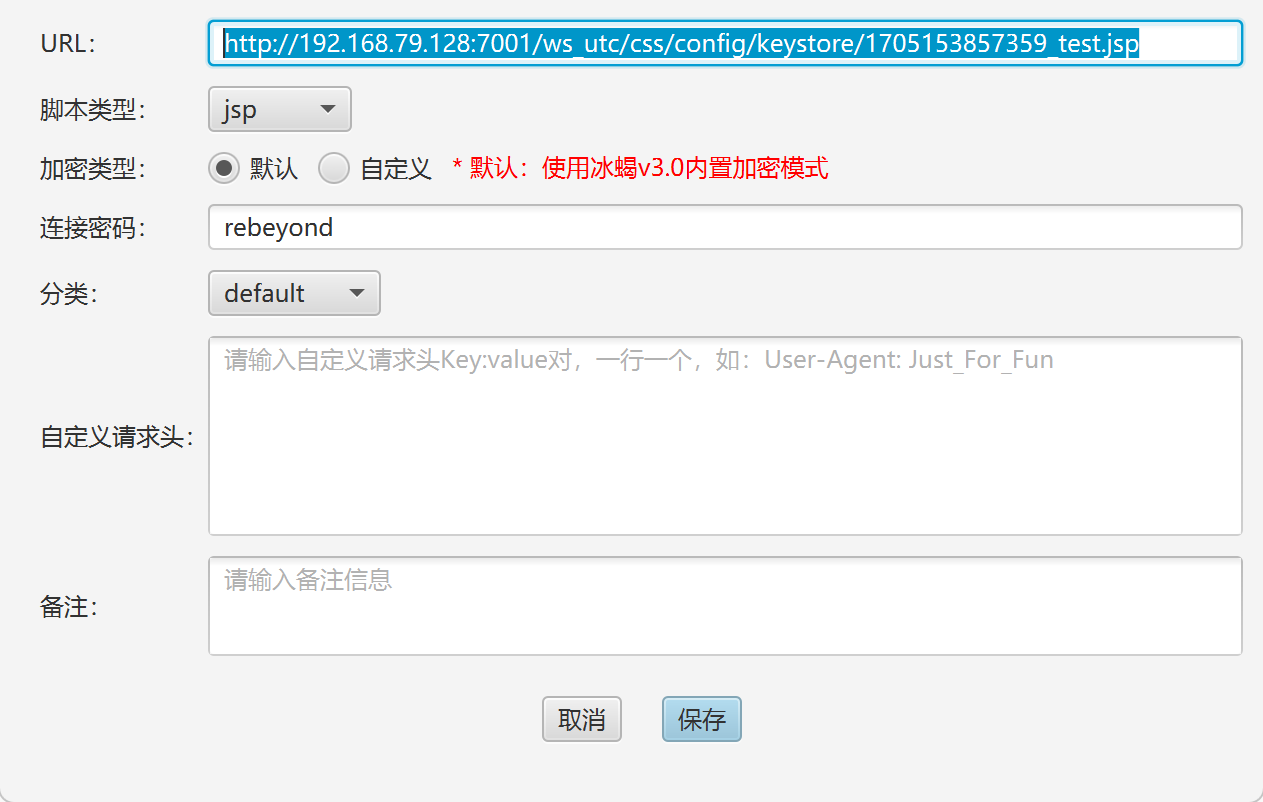 URL：
http://192.168.79.128:7001/ws_utc/css/config/keystore/1705153857359_test.jsp
脚本类型：
jsp
加密类型：
默认 自定义 * 默认：使用冰蝎v3.0内置加密模式
连接密码：
rebeyond
分类：
default
自定义请求头：
请输入自定义请求头Key:value对，一行一个，如：User-Agent: Just_For_Fun
备注：
请输入备注信息
取消 保存